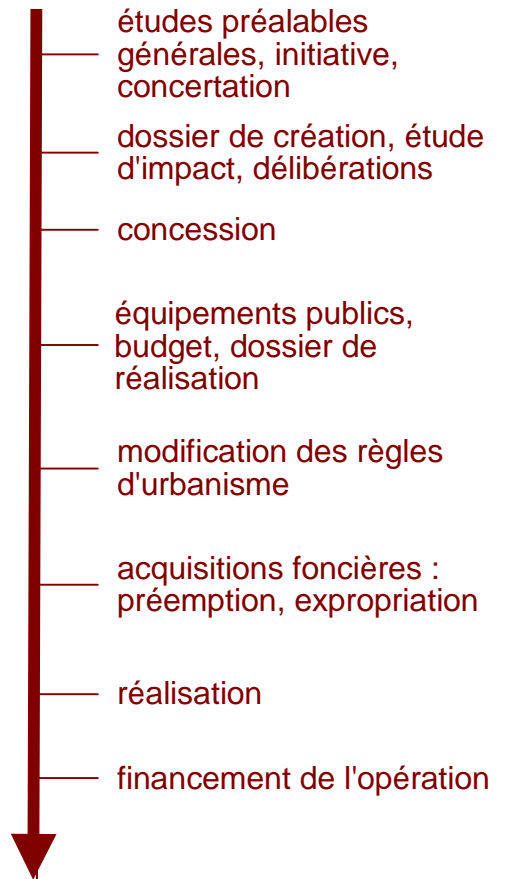 études préalables
générales, initiative,
concertation
dossier de création, étude
d'impact, délibérations
concession
équipements publics,
budget, dossier de
réalisation
modification des règles
d'urbanisme
acquisitions foncières :
préemption, expropriation
réalisation
financement de l'opération